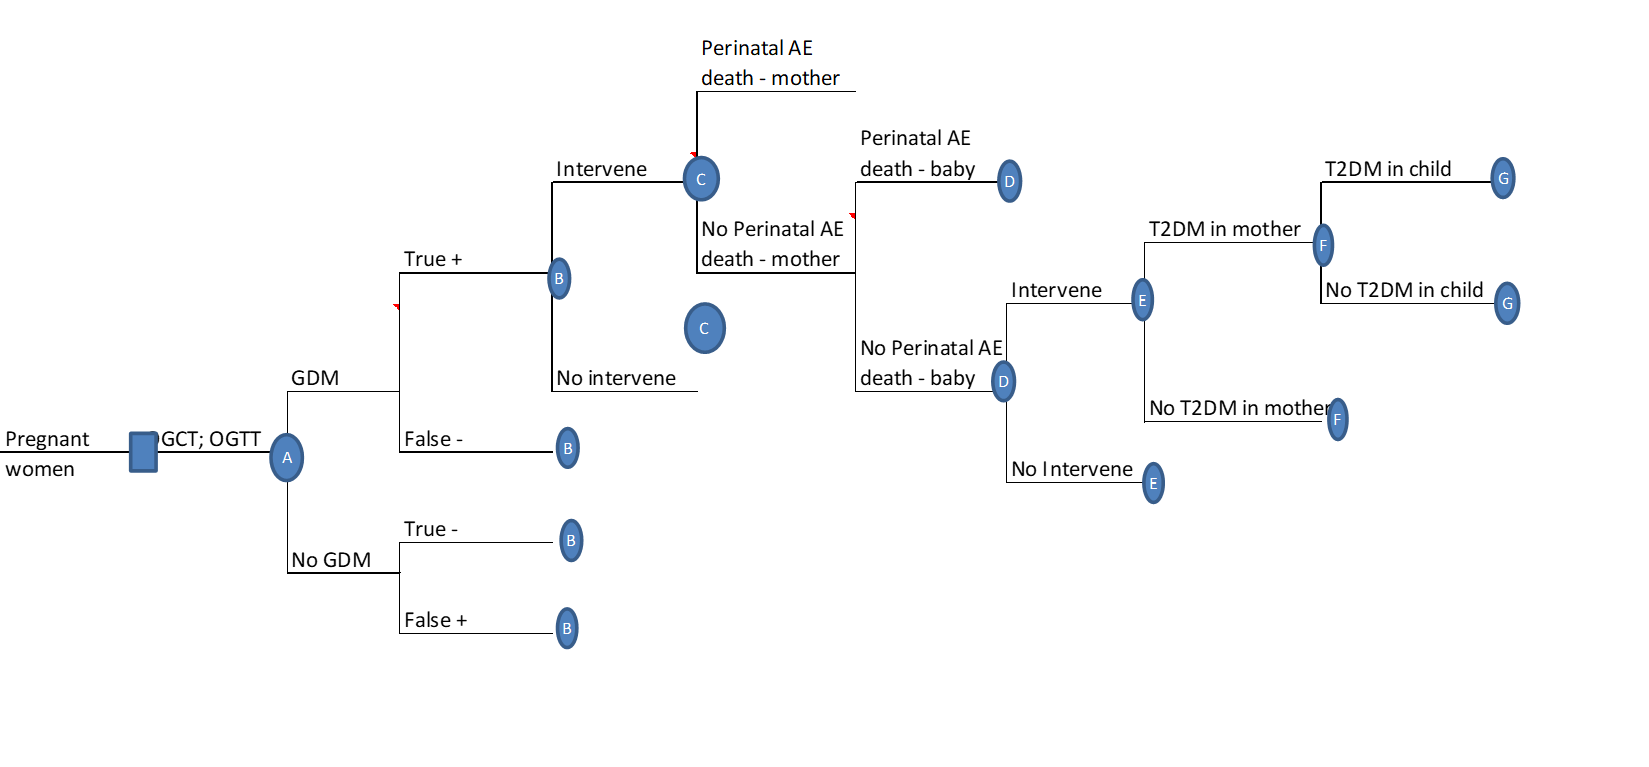 Perinatal AE
death - mother
Perinatal AE
death - baby
D
Intervene
C
T2DM in child
G
No Perinatal AE
death - mother
T2DM in mother
F
True +
B
Intervene
E
No T2DM in child
G
C
No Perinatal AE
death - baby
D
GDM
No intervene
No T2DM in mother
F
Pregnant
women
GCT; OGTT
A
False -
B
No Intervene
E
True -
B
No GDM
False +
B